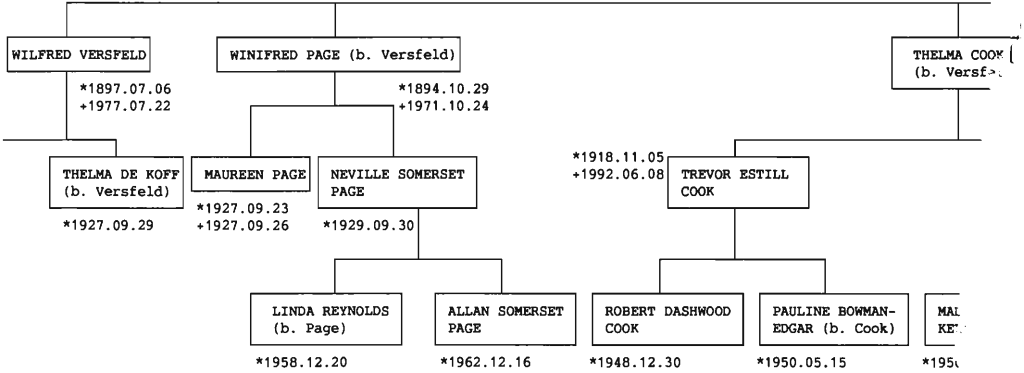 WILFRED VERSFELD
*1897.07.06
+1977.07.22
WINIFRED PAGE (b. Versfeld)
*1894.10.29
+1971.10.24
THELMA COOK
(b.
THELMA DE KOFF
(b. Versfeld)
*1927.09.29
MAUREEN PAGE
*1927.09.23
+1927.09.26
NEVILLE SOMERSET
PAGE
*1929.09.30
*1918.11.05
+1992.06.08
TREVOR ESTILL
COOK
LINDA REYNOLDS
(b. Page)
*1958.12.20
ALLAN SOMERSET
PAGE
*1962.12.16
ROBERT DASHWOOD
COOK
*1948.12.30
PAULINE BOWMAN-
EDGAR (b. Cook)
*1950.05.15